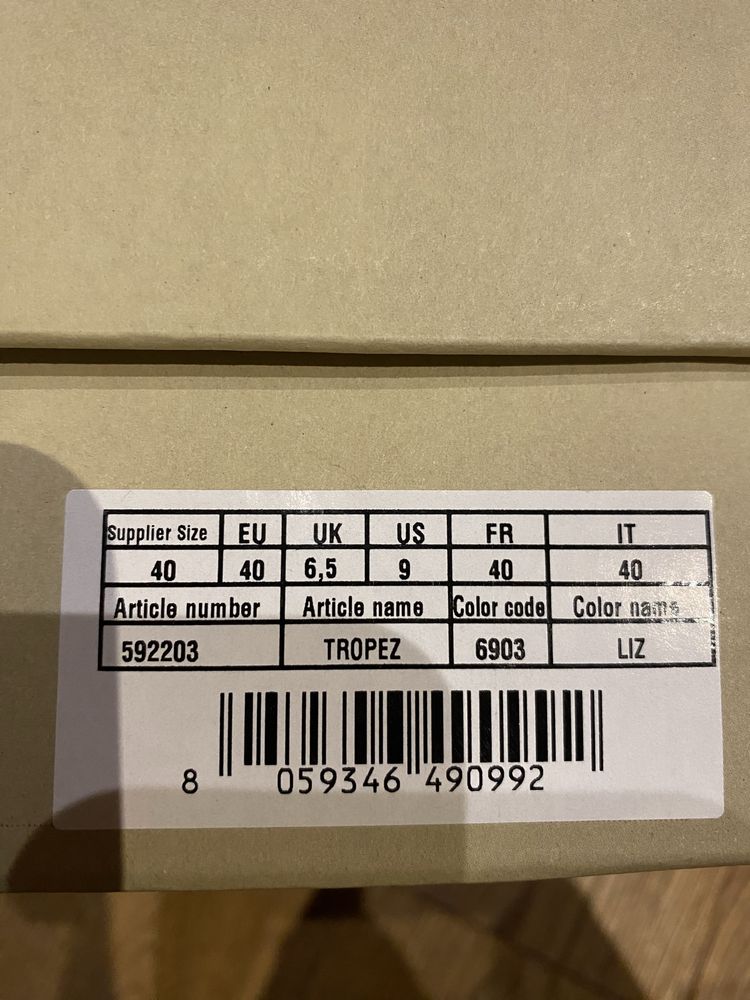 Supplier Size EU UK US FR IT
40 40 6,5 9 40 40
Article number Article name Color code Color name
592203 TROPEZ 6903 LIZ
8 059346 490992